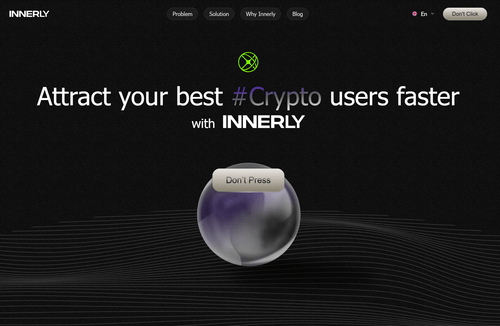 INNERLY
Problem
Solution
Why Innerly
Blog
En
Don't Click
Attract your best #Crypto users faster
with INNERLY
Don't Press